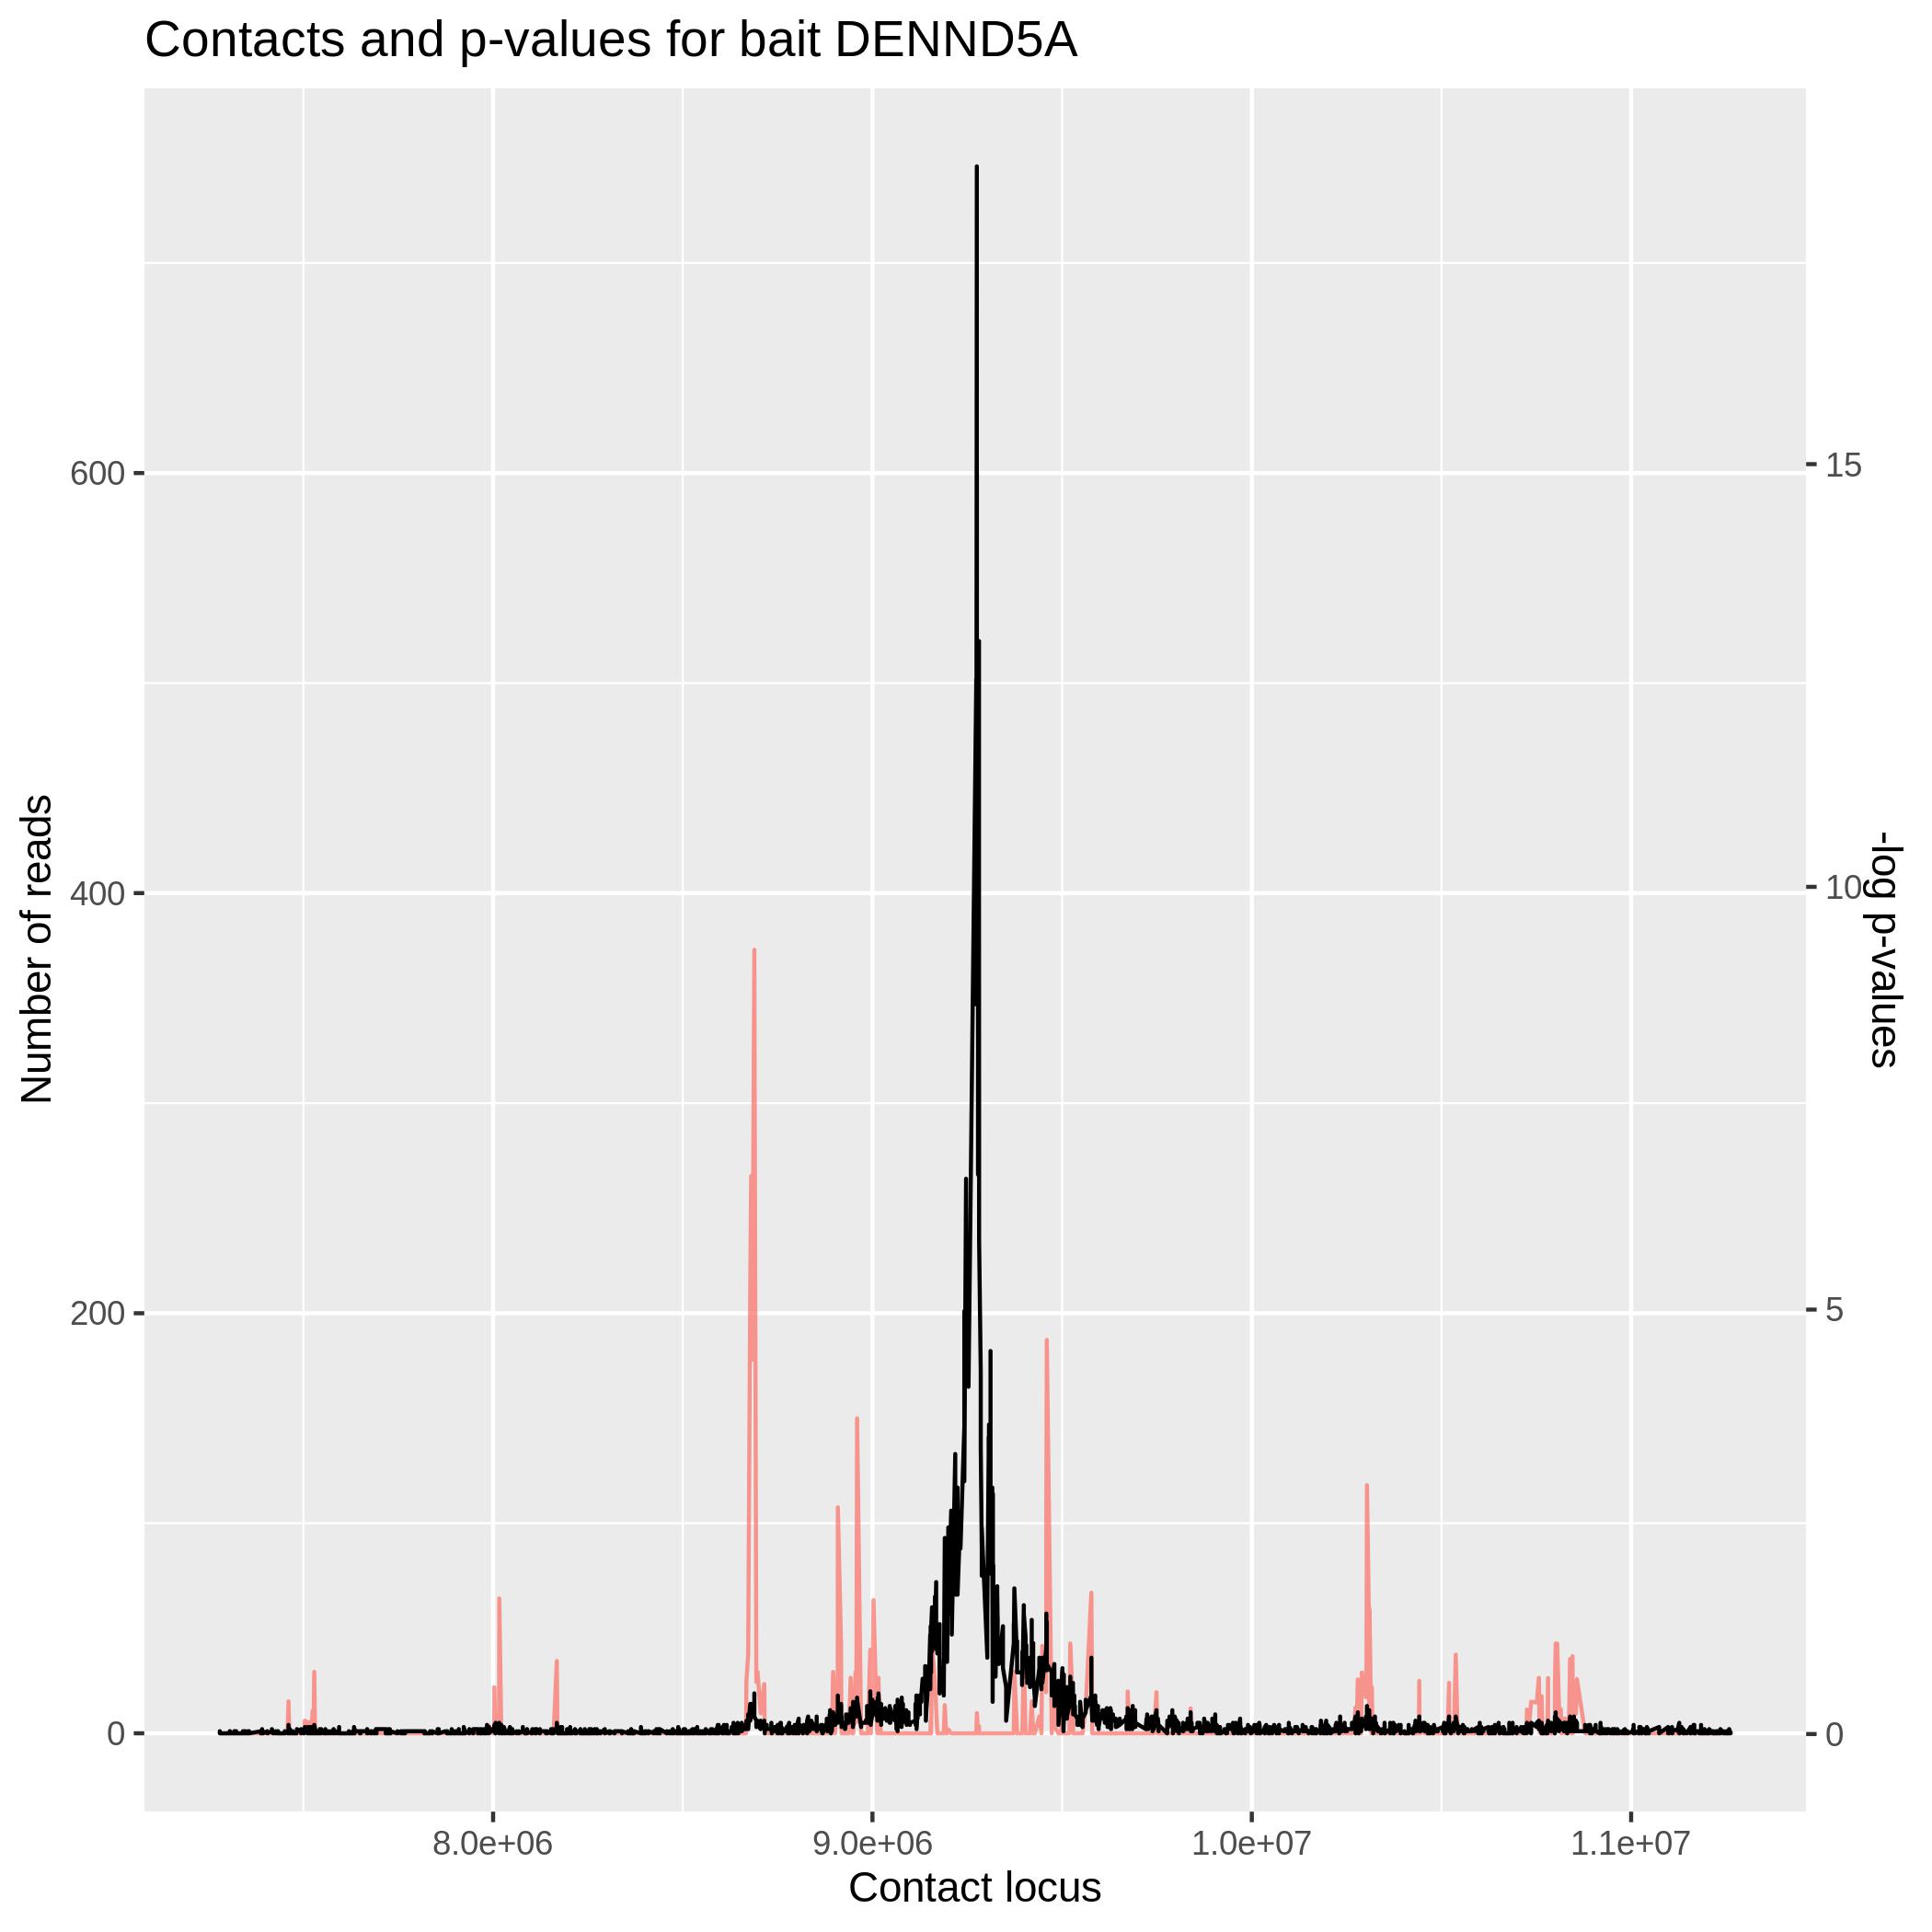 Contacts and p-values for bait DENND5A
Number of reads
600
400
200
0
15
10
5
0
-log p-values
8.0e+06 9.0e+06 1.0e+07 1.1e+07
Contact locus